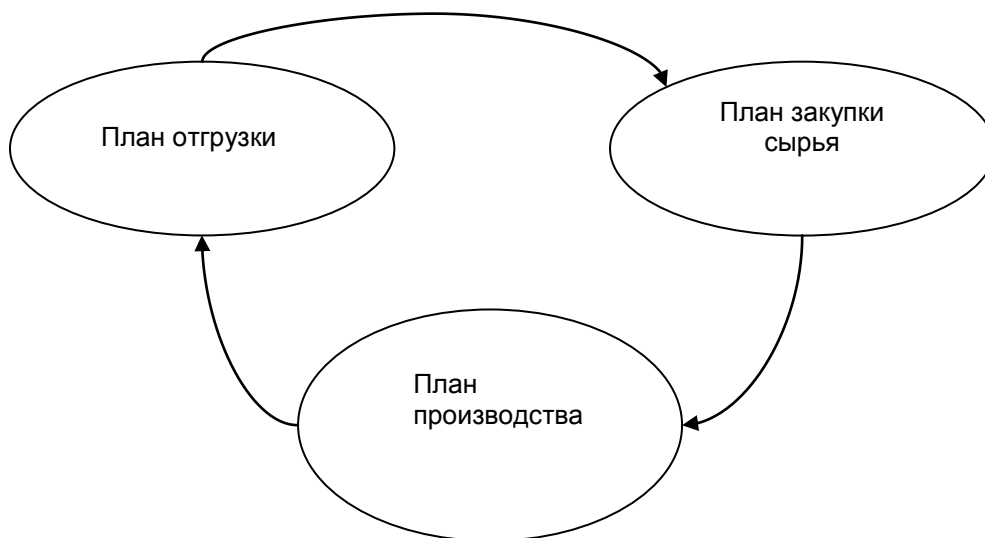 План отгрузки
План закупки
сырья
План
производства